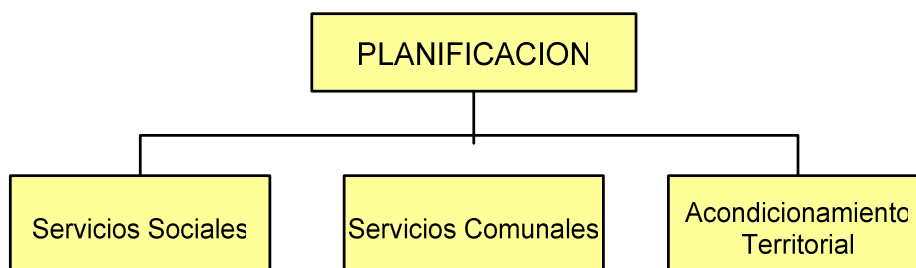 PLANIFICACION
Servicios Sociales
Servicios Comunales
Acondicionamiento
Territorial